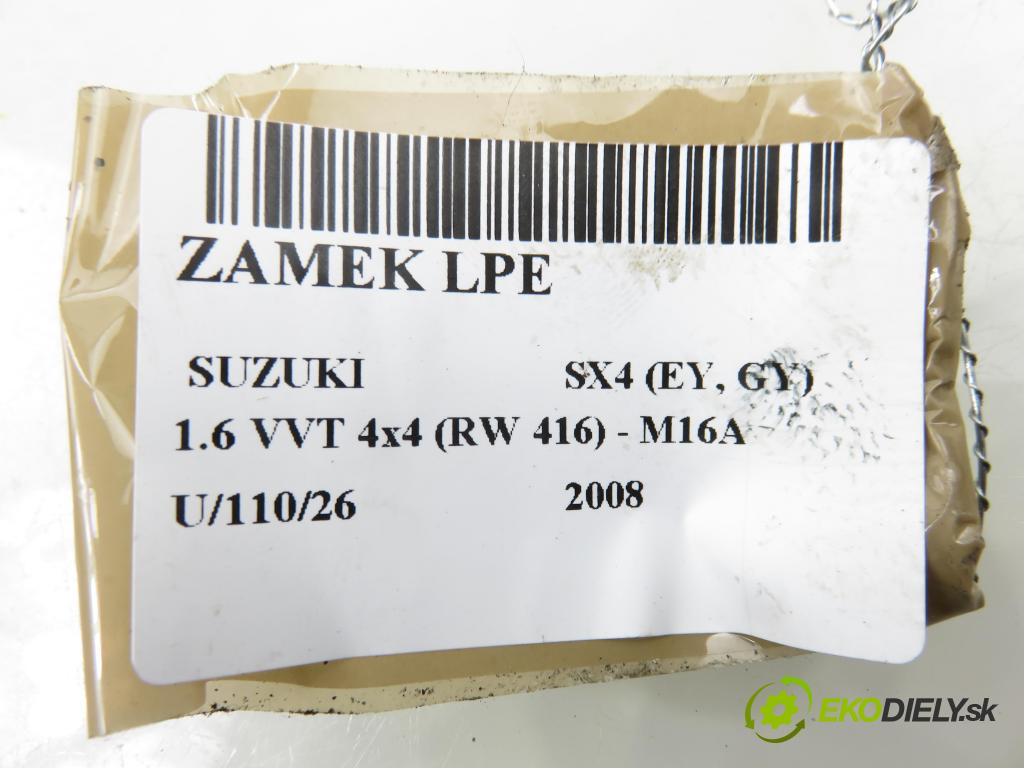 ZAMEK LPE
SUZUKI SX4 (EY, GY)
1.6 VVT 4x4 (RW 416) - M16A
U/110/26 2008
EKODIELY.sk